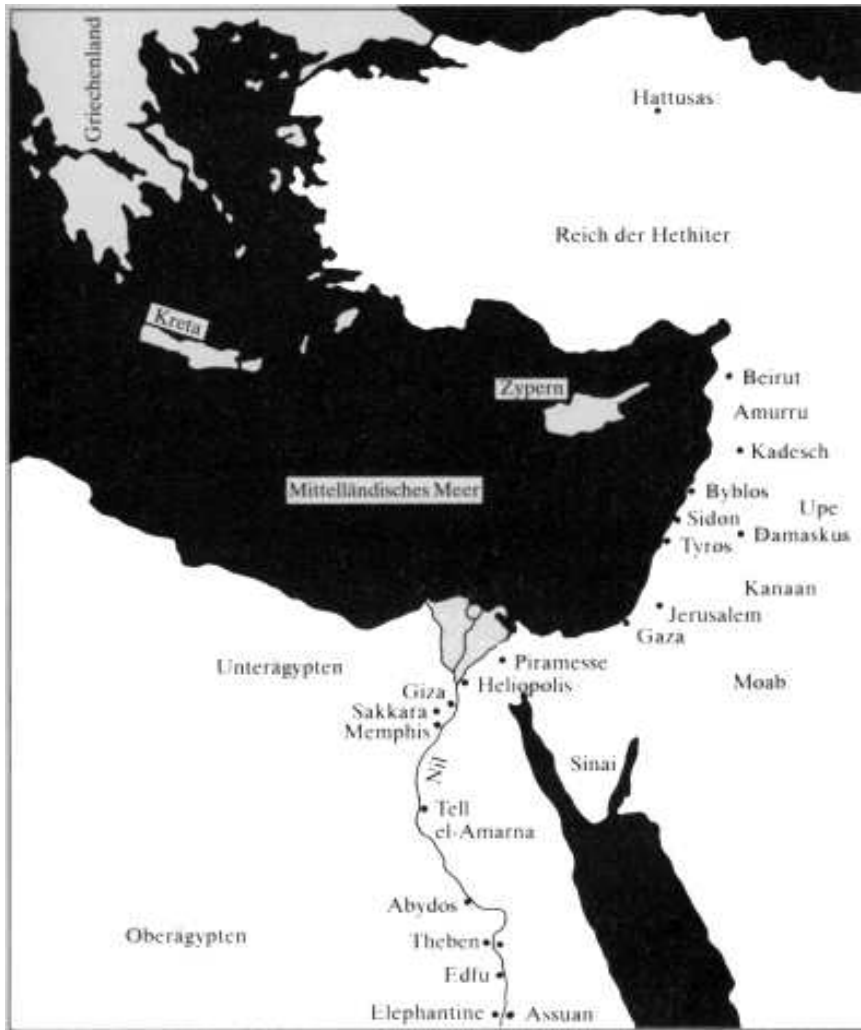 Griechenland
Hattusas
Reich der Hethiter
Kreta
Zypern
Beirut
Amurru
Kadesch
Mittelländisches Meer
Byblos
Upe
Sidon
Damaskus
Tyros
Kanaan
Jerusalem
Gaza
Unterägypten
Piramesse
Moab
Heliopolis
Giza
Sakkara
Memphis
Nil
Sinai
Tell
el-Amarna
Abydos
Oberägypten
Theben
Edfu
Elephantine
Assuan